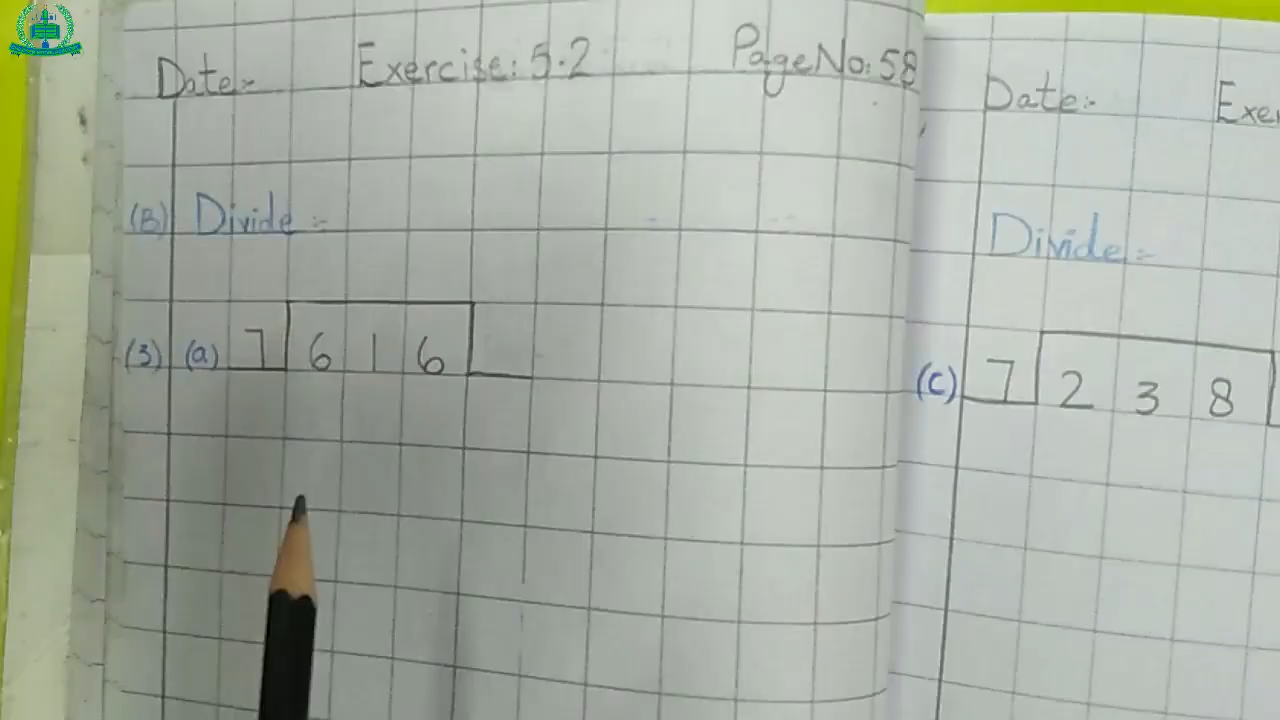 Date:- Exercise: 5.2 Page No: 58
(B) Divide:-
(3) (a) 7 6 1 6
Date:- Exe
Divide:-
(C) 7 2 3 8